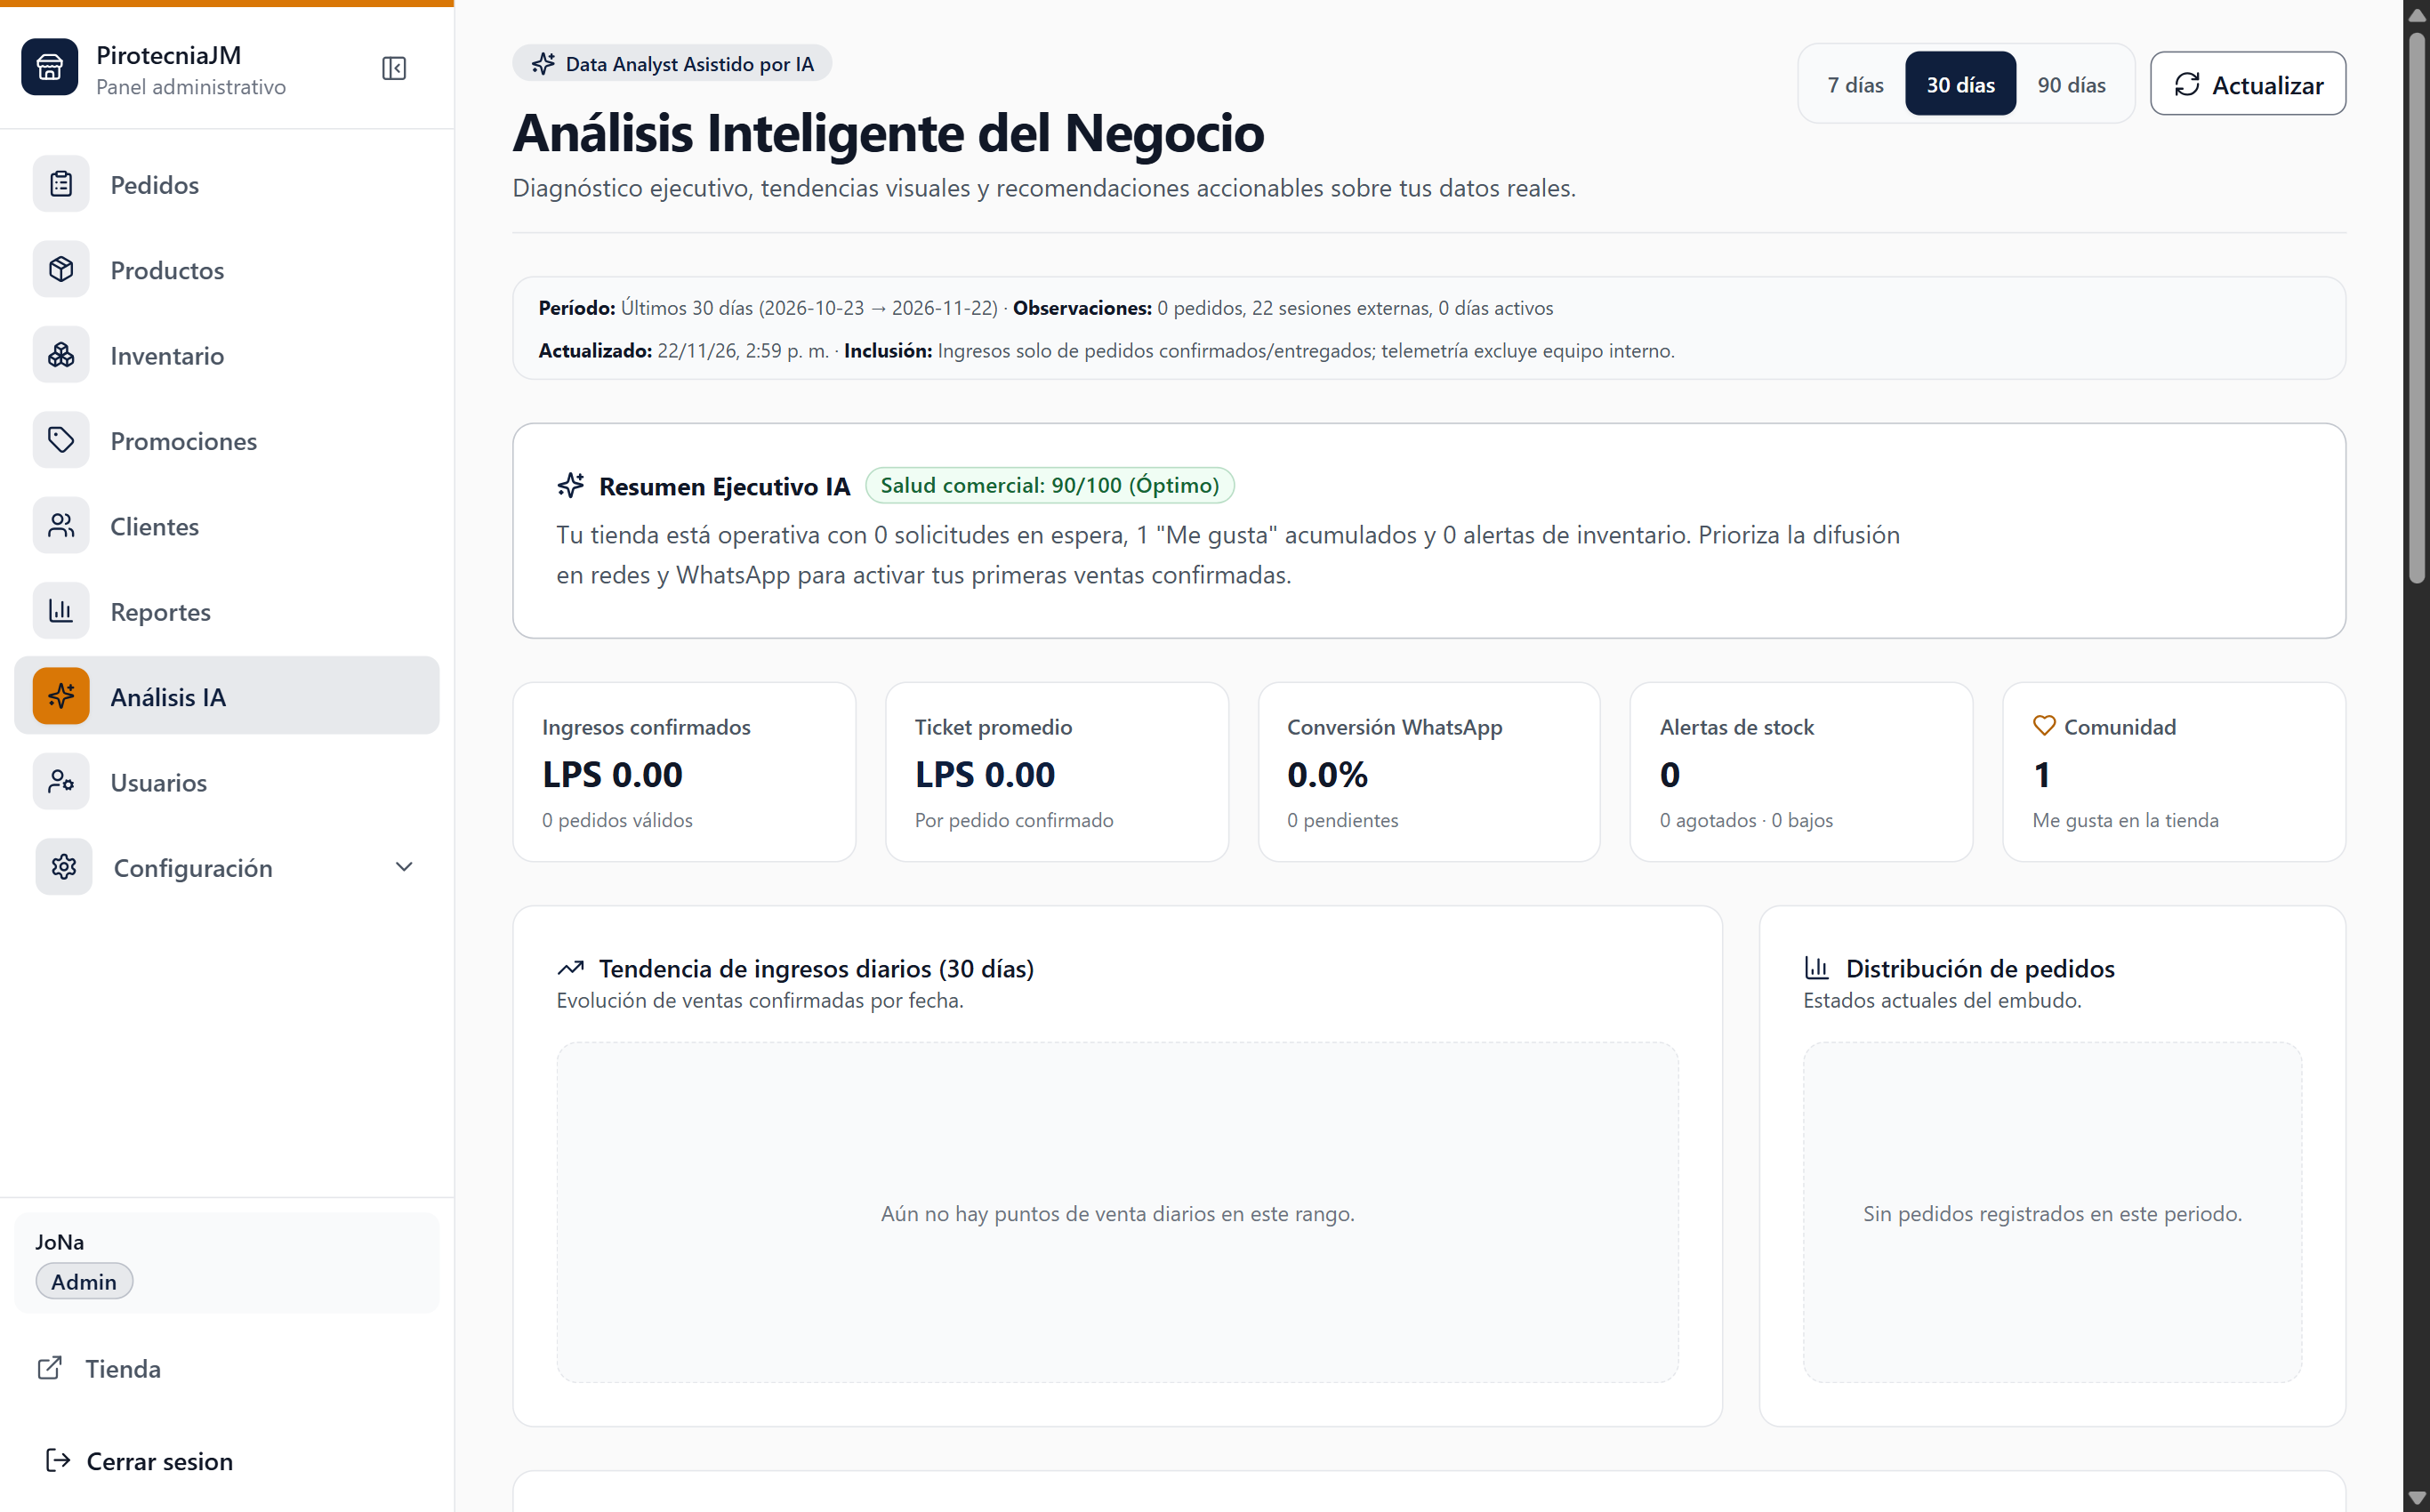 PirotecniaJM
Panel administrativo
Pedidos
Productos
Inventario
Promociones
Clientes
Reportes
Análisis IA
Usuarios
Configuración
JoNa
Admin
Tienda
Cerrar sesion
Data Analyst Asistido por IA
7 días
30 días
90 días
Actualizar
Análisis Inteligente del Negocio
Diagnóstico ejecutivo, tendencias visuales y recomendaciones accionables sobre tus datos reales.
Período: Últimos 30 días (2026-10-23 → 2026-11-22) · Observaciones: 0 pedidos, 22 sesiones externas, 0 días activos
Actualizado: 22/11/26, 2:59 p. m. · Inclusión: Ingresos solo de pedidos confirmados/entregados; telemetría excluye equipo interno.
Resumen Ejecutivo IA
Salud comercial: 90/100 (Óptimo)
Tu tienda está operativa con 0 solicitudes en espera, 1 "Me gusta" acumulados y 0 alertas de inventario. Prioriza la difusión
en redes y WhatsApp para activar tus primeras ventas confirmadas.
Ingresos confirmados
LPS 0.00
0 pedidos válidos
Ticket promedio
LPS 0.00
Por pedido confirmado
Conversión WhatsApp
0.0%
0 pendientes
Alertas de stock
0
0 agotados · 0 bajos
Comunidad
1
Me gusta en la tienda
Tendencia de ingresos diarios (30 días)
Evolución de ventas confirmadas por fecha.
Aún no hay puntos de venta diarios en este rango.
Distribución de pedidos
Estados actuales del embudo.
Sin pedidos registrados en este periodo.